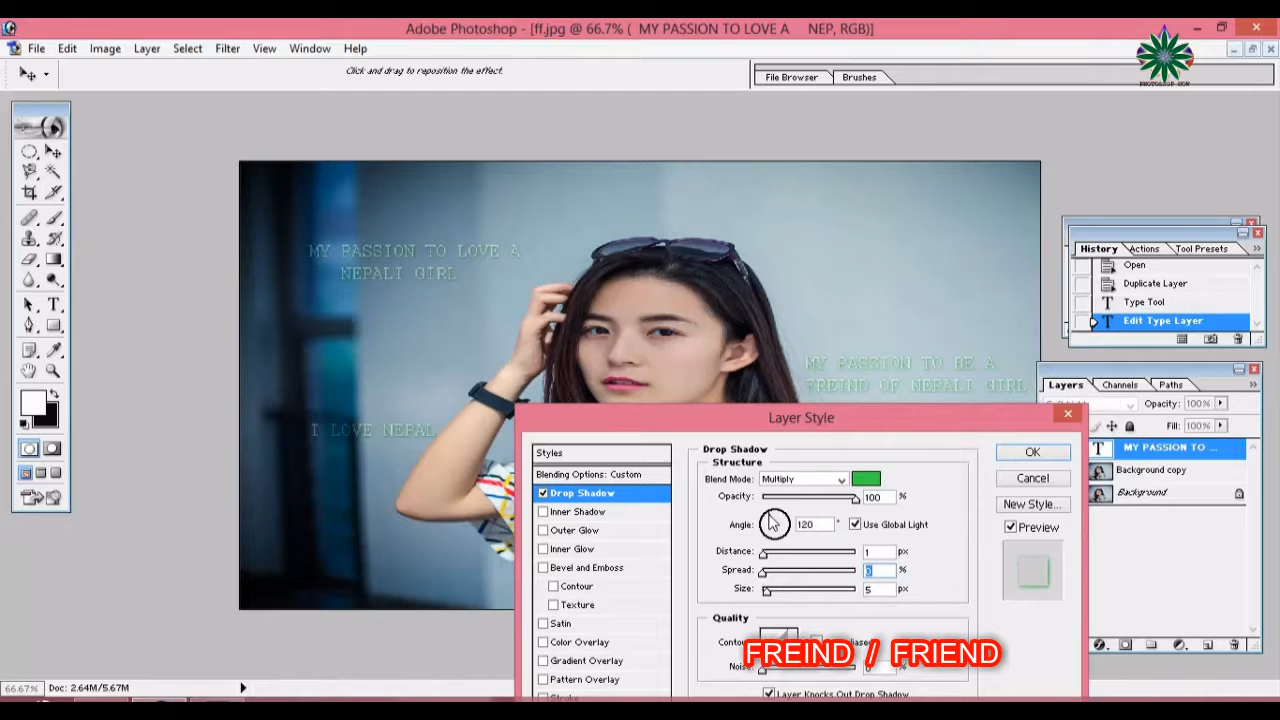 Adobe Photoshop - [ff.jpg @ 66.7% ( MY PASSION TO LOVE A NEP, RGB)]
File Edit Image Layer Select Filter View Window Help
Click and drag to reposition the effect.
File Browser Brushes
PHOTOSHOP NOW
MY PASSION TO LOVE A
NEPALI GIRL
MY PASSION TO BE A
FREIND OF NEPALI GIRL
I LOVE NEPAL
History Actions Tool Presets
Open
Duplicate Layer
Type Tool
Edit Type Layer
Layers Channels Paths
Opacity: 100%
Fill: 100%
MY PASSION TO ...
Background copy
Background
Layer Style
Styles
Blending Options: Custom
Drop Shadow
Inner Shadow
Outer Glow
Inner Glow
Bevel and Emboss
Contour
Texture
Satin
Color Overlay
Gradient Overlay
Pattern Overlay
Drop Shadow
Structure
Blend Mode: Multiply
Opacity: 100 %
Angle: 120 ° Use Global Light
Distance: 1 px
Spread: 0 %
Size: 5 px
Quality
Noise:
Layer Knocks Out Drop Shadow
OK
Cancel
New Style...
Preview
FREIND / FRIEND
66.67% Doc: 2.64M/5.67M